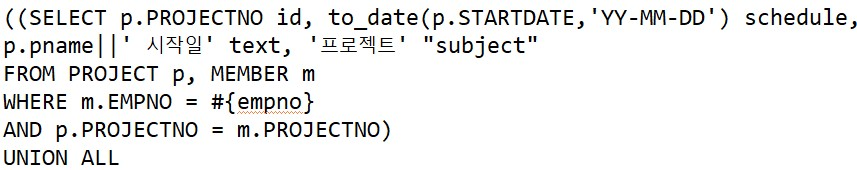 ((SELECT p.PROJECTNO id, to_date(p.STARTDATE,'YY-MM-DD') schedule,
p.pname||' 시작일' text, '프로젝트' "subject"
FROM PROJECT p, MEMBER m
WHERE m.EMPNO = #{empno}
AND p.PROJECTNO = m.PROJECTNO)
UNION ALL